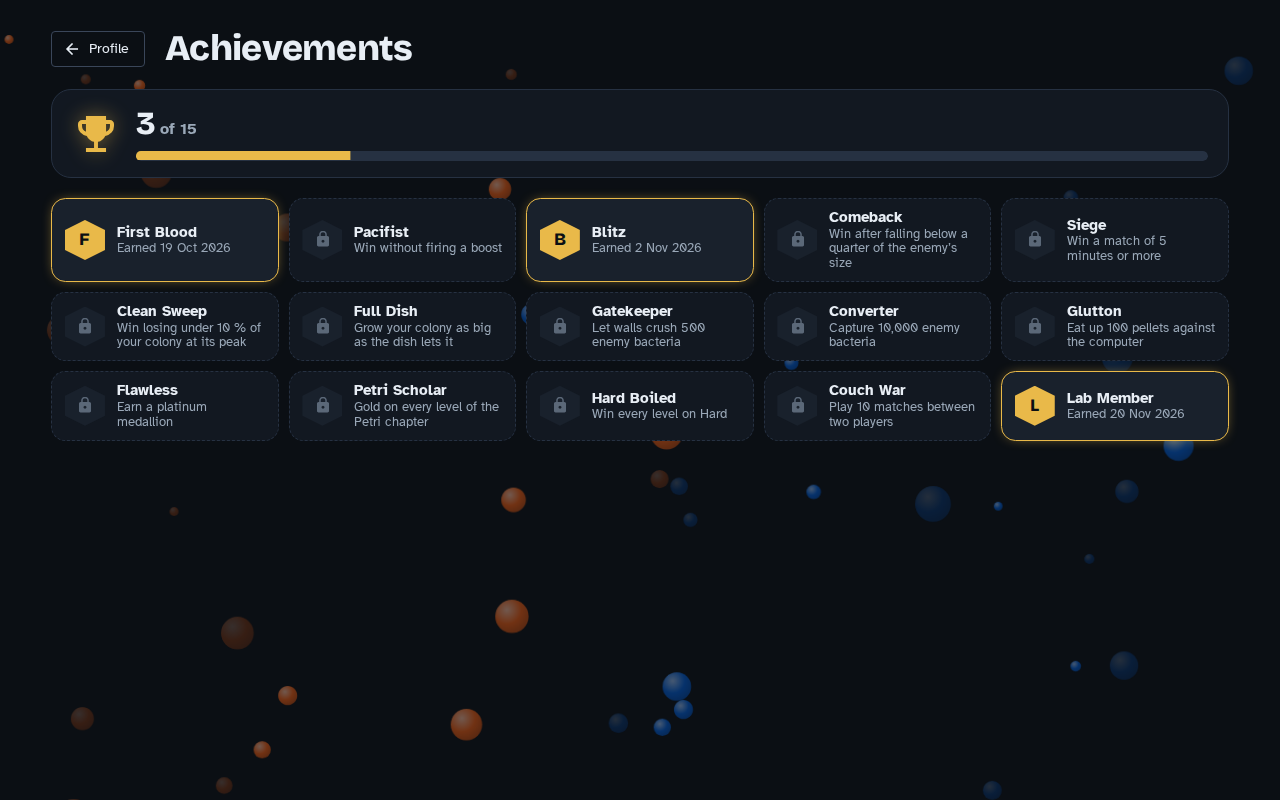 Profile
Achievements
3 of 15
F
First Blood
Earned 19 Oct 2026
Pacifist
Win without firing a boost
B
Blitz
Earned 2 Nov 2026
Comeback
Win after falling below a
quarter of the enemy's
size
Siege
Win a match of 5
minutes or more
Clean Sweep
Win losing under 10 % of
your colony at its peak
Full Dish
Grow your colony as big
as the dish lets it
Gatekeeper
Let walls crush 500
enemy bacteria
Converter
Capture 10,000 enemy
bacteria
Glutton
Eat up 100 pellets against
the computer
Flawless
Earn a platinum
medallion
Petri Scholar
Gold on every level of the
Petri chapter
Hard Boiled
Win every level on Hard
Couch War
Play 10 matches between
two players
L
Lab Member
Earned 20 Nov 2026